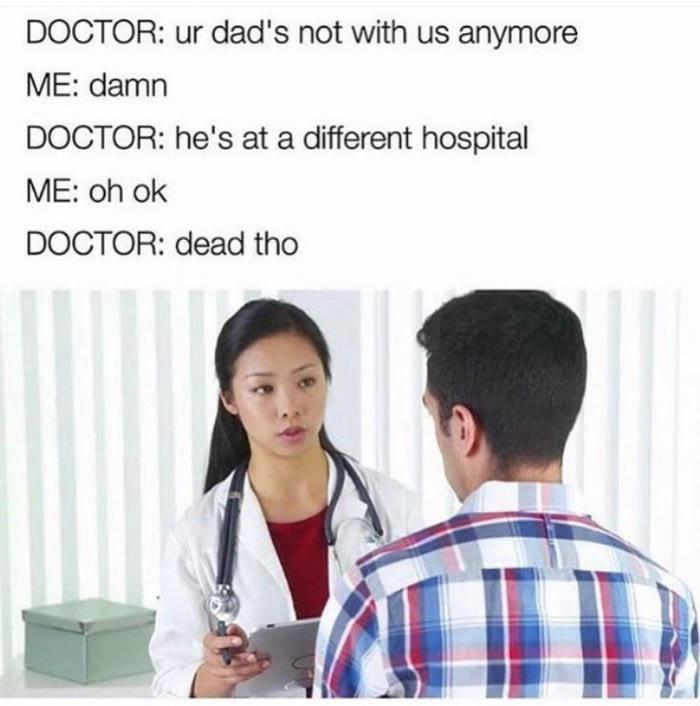 DOCTOR: ur dad's not with us anymore
ME: damn
DOCTOR: he's at a different hospital
ME: oh ok
DOCTOR: dead tho